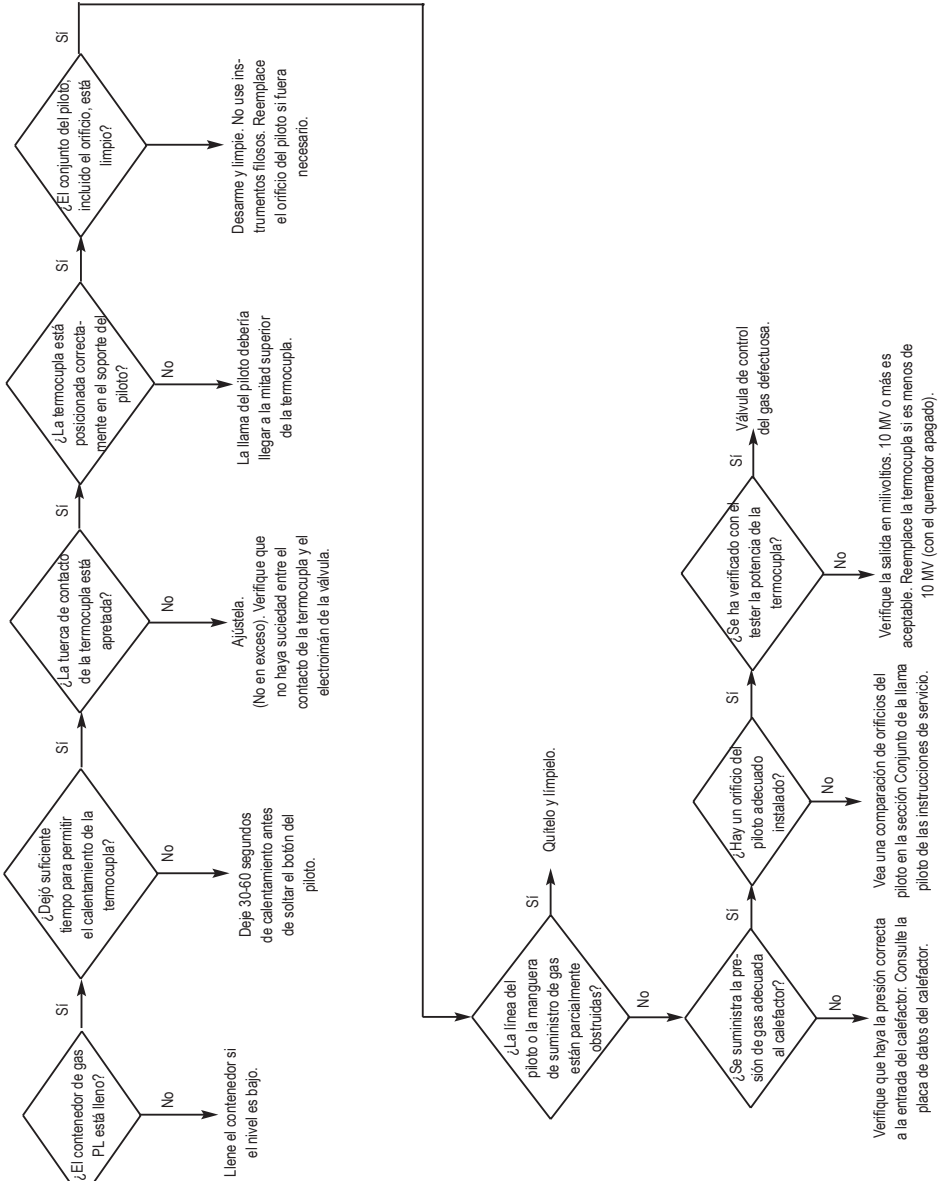 ¿El contenedor de gas
PL está lleno?
Sí
No
Llene el contenedor si
el nivel es bajo.
¿Dejó suficiente
tiempo para permitir
el calentamiento de la
termocupla?
Sí
No
Deje 30-60 segundos
de calentamiento antes
de soltar el botón del
piloto.
¿La tuerca de contacto
de la termocupla está
apretada?
Sí
No
Ajústela.
(No en exceso). Verifique que
no haya suciedad entre el
contacto de la termocupla y el
electroimán de la válvula.
¿La termocupla está
posicionada correcta-
mente en el soporte del
piloto?
Sí
No
La llama del piloto debería
llegar a la mitad superior
de la termocupla.
¿El conjunto del piloto,
incluido el orificio, está
limpio?
Sí
Desarme y limpie. No use ins-
trumentos filosos. Reemplace
el orificio del piloto si fuera
necesario.
¿La línea del
piloto o la manguera
de suministro de gas
están parcialmente
obstruidas?
Sí
Quítelo y límpielo.
No
¿Se suministra la pre-
sión de gas adecuada
al calefactor?
Sí
No
Verifique que haya la presión correcta
a la entrada del calefactor. Consulte la
placa de datos del calefactor.
¿Hay un orificio del
piloto adecuado
instalado?
Sí
No
Vea una comparación de orificios del
piloto en la sección Conjunto de la llama
piloto de las instrucciones de servicio.
¿Se ha verificado con el
tester la potencia de la
termocupla?
Sí
Válvula de control
del gas defectuosa.
No
Verifique la salida en milivoltios. 10 MV o más es
aceptable. Reemplace la termocupla si es menos de
10 MV (con el quemador apagado).